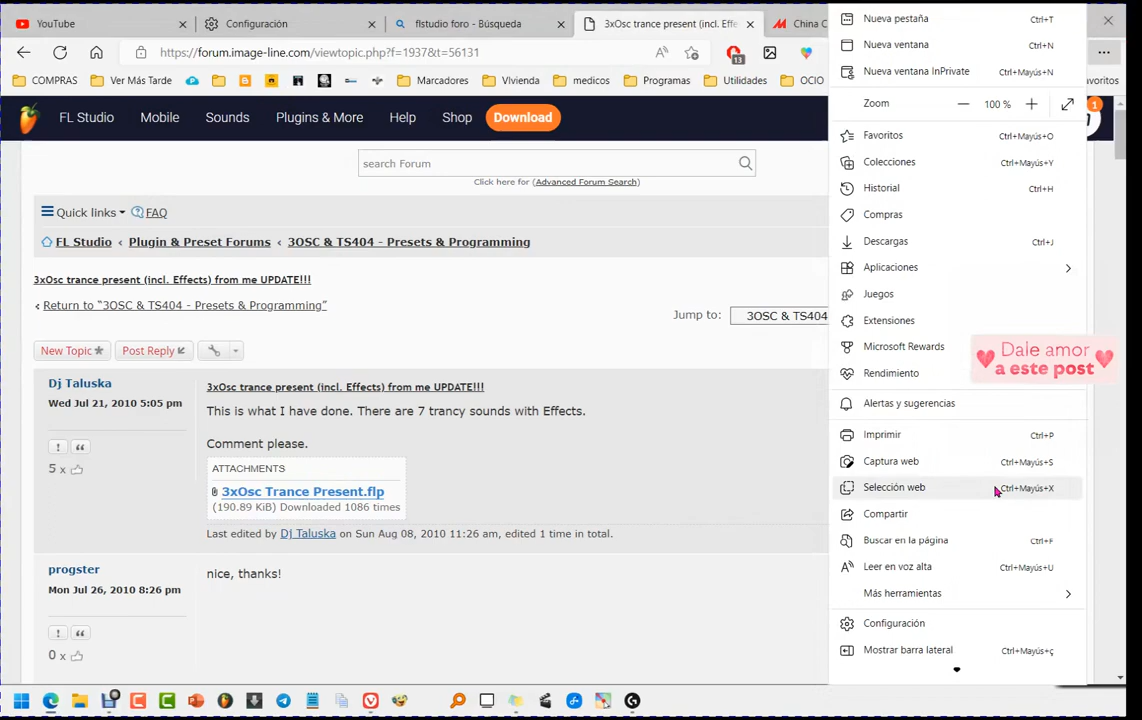 YouTube
Configuración
flstudio foro - Búsqueda
3xOsc trance present (incl. Effe
China C
https://forum.image-line.com/viewtopic.php?f=1937&t=56131
13
COMPRAS
Ver Más Tarde
Marcadores
Vivienda
medicos
Programas
Utilidades
OCIO
avoritos
FL Studio
Mobile
Sounds
Plugins & More
Help
Shop
Download
1
search Forum
Click here for (Advanced Forum Search)
Quick links
FAQ
FL Studio ‹ Plugin & Preset Forums ‹ 3OSC & TS404 - Presets & Programming
3xOsc trance present (incl. Effects) from me UPDATE!!!
‹ Return to “3OSC & TS404 - Presets & Programming”
Jump to:
3OSC & TS404
New Topic
Post Reply
Dj Taluska
Wed Jul 21, 2010 5:05 pm
5 x
3xOsc trance present (incl. Effects) from me UPDATE!!!
This is what I have done. There are 7 trancy sounds with Effects.
Comment please.
ATTACHMENTS
3xOsc Trance Present.flp
(190.89 KiB) Downloaded 1086 times
Last edited by Dj Taluska on Sun Aug 08, 2010 11:26 am, edited 1 time in total.
progster
Mon Jul 26, 2010 8:26 pm
0 x
nice, thanks!
Nueva pestaña Ctrl+T
Nueva ventana Ctrl+N
Nueva ventana InPrivate Ctrl+Mayús+N
Zoom — 100 % +
Favoritos Ctrl+Mayús+O
Colecciones Ctrl+Mayús+Y
Historial Ctrl+H
Compras
Descargas Ctrl+J
Aplicaciones
Juegos
Extensiones
Microsoft Rewards
Rendimiento
Alertas y sugerencias
Imprimir Ctrl+P
Captura web Ctrl+Mayús+S
Selección web Ctrl+Mayús+X
Compartir
Buscar en la página Ctrl+F
Leer en voz alta Ctrl+Mayús+U
Más herramientas
Configuración
Mostrar barra lateral Ctrl+Mayús+ç
Dale amor
a este post